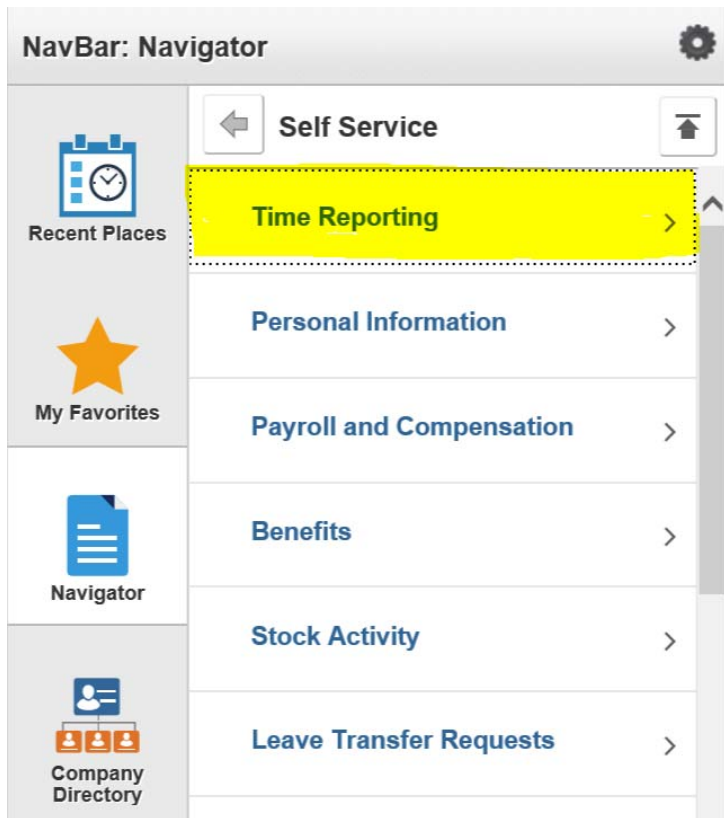 NavBar: Navigator
Recent Places
My Favorites
Navigator
Company
Directory
Self Service
Time Reporting
Personal Information
Payroll and Compensation
Benefits
Stock Activity
Leave Transfer Requests